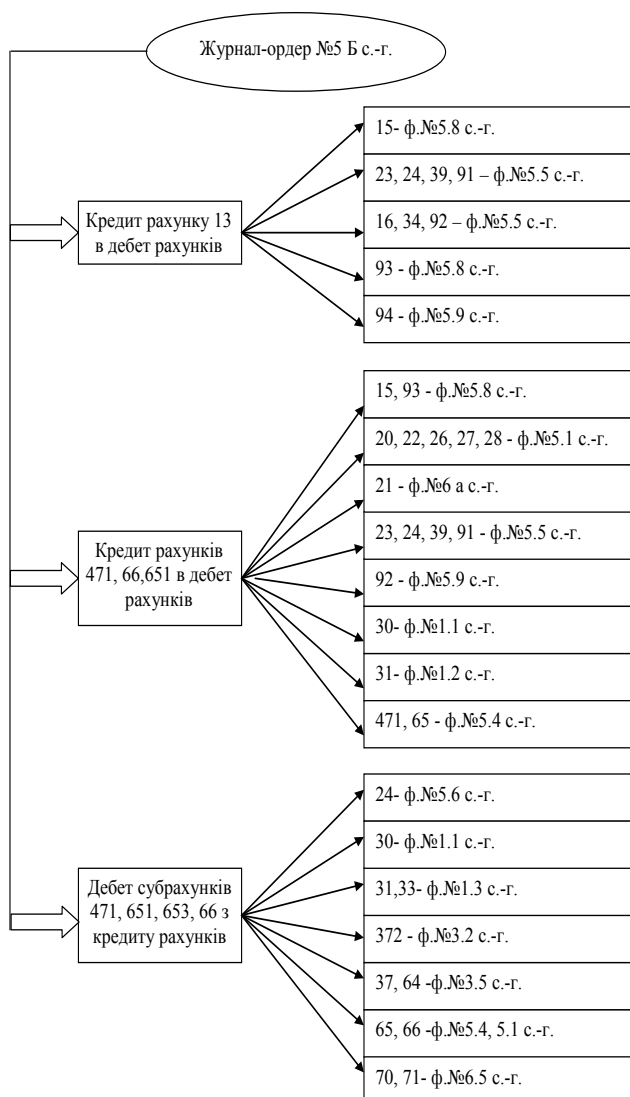 Журнал-ордер №5 Б с.-г.
Кредит рахунку 13
в дебет рахунків
15- ф.№5.8 с.-г.
23, 24, 39, 91 – ф.№5.5 с.-г.
16, 34, 92 – ф.№5.5 с.-г.
93 - ф.№5.8 с.-г.
94 - ф.№5.9 с.-г.
Кредит рахунків
471, 66,651 в дебет
рахунків
15, 93 - ф.№5.8 с.-г.
20, 22, 26, 27, 28 - ф.№5.1 с.-г.
21 - ф.№6 а с.-г.
23, 24, 39, 91 - ф.№5.5 с.-г.
92 - ф.№5.9 с.-г.
30- ф.№1.1 с.-г.
31- ф.№1.2 с.-г.
471, 65 - ф.№5.4 с.-г.
Дебет субрахунків
471, 651, 653, 66 з
кредиту рахунків
24- ф.№5.6 с.-г.
30- ф.№1.1 с.-г.
31,33- ф.№1.3 с.-г.
372 - ф.№3.2 с.-г.
37, 64 -ф.№3.5 с.-г.
65, 66 -ф.№5.4, 5.1 с.-г.
70, 71- ф.№6.5 с.-г.